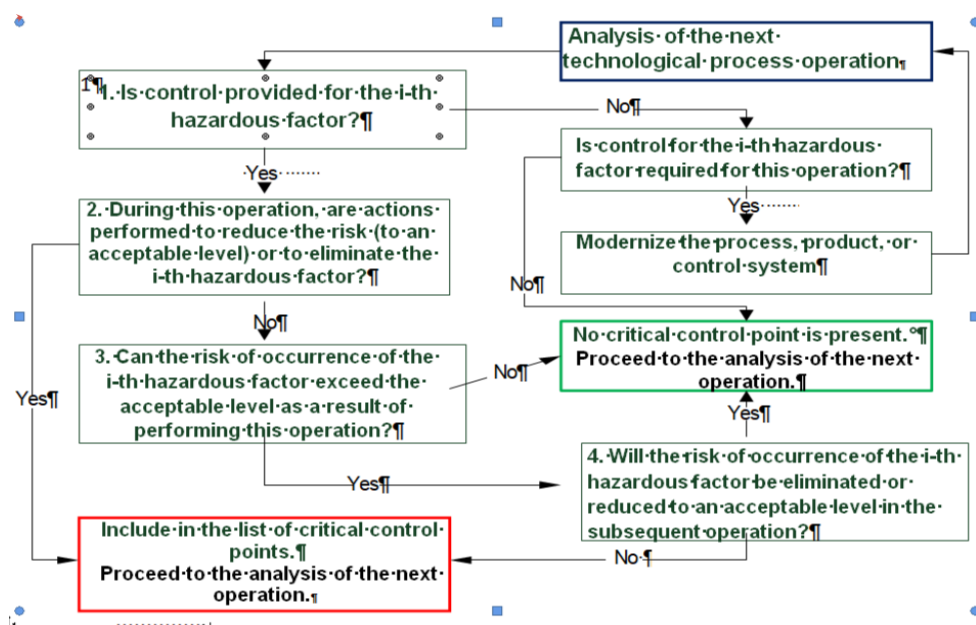 Analysis of the next
technological process operation
1
1. Is control provided for the i-th
hazardous factor?
No
Is control for the i-th hazardous
factor required for this operation?
Yes
Yes
2. During this operation, are actions
performed to reduce the risk (to an
acceptable level) or to eliminate the
i-th hazardous factor?
Modernize the process, product, or
control system
No
No
No critical control point is present.
Proceed to the analysis of the next
operation.
3. Can the risk of occurrence of the
i-th hazardous factor exceed the
acceptable level as a result of
performing this operation?
No
Yes
Yes
4. Will the risk of occurrence of the i-th
hazardous factor be eliminated or
reduced to an acceptable level in the
subsequent operation?
Yes
Include in the list of critical control
points.
Proceed to the analysis of the next
operation.
No